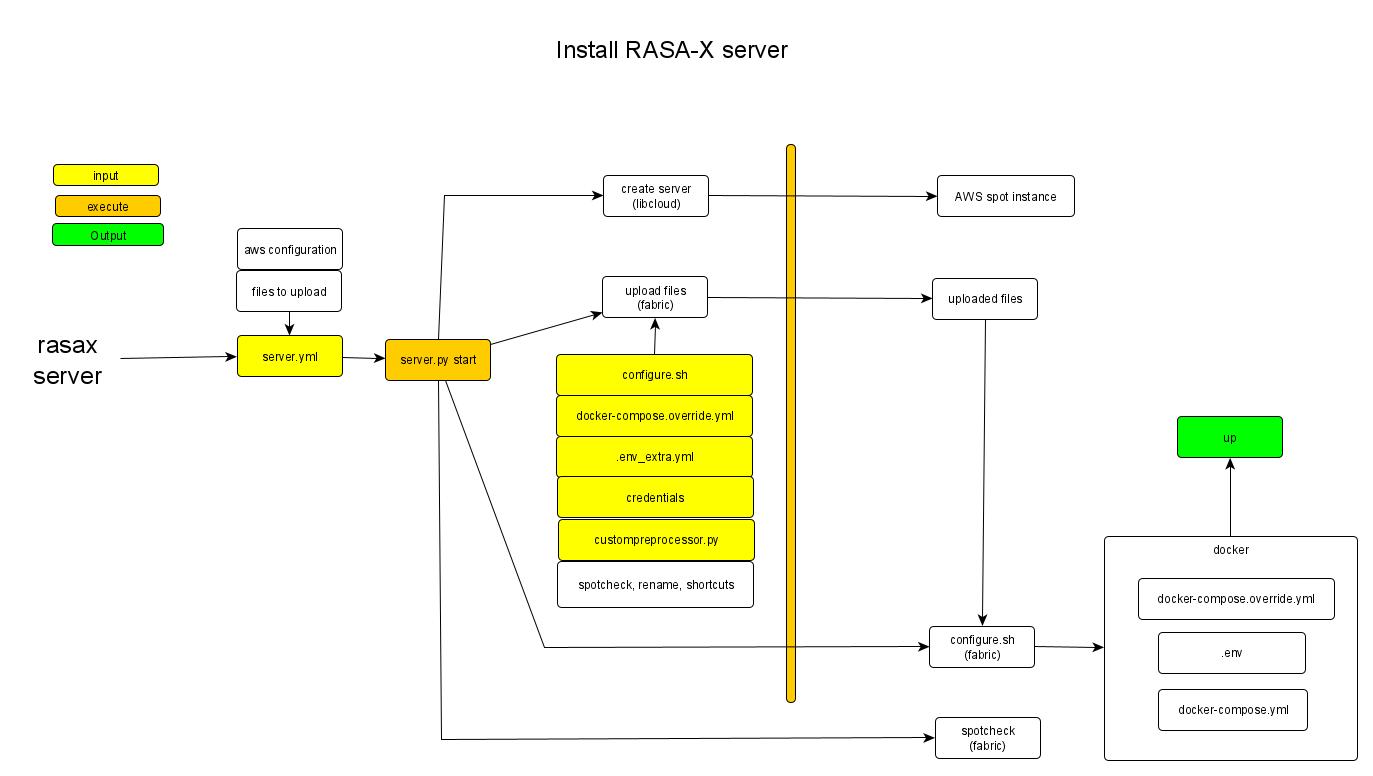 Install RASA-X server
input
execute
Output
aws configuration
files to upload
rasax
server
server.yml
server.py start
create server
(libcloud)
AWS spot instance
upload files
(fabric)
uploaded files
configure.sh
docker-compose.override.yml
.env_extra.yml
credentials
custompreprocessor.py
spotcheck, rename, shortcuts
configure.sh
(fabric)
spotcheck
(fabric)
up
docker
docker-compose.override.yml
.env
docker-compose.yml